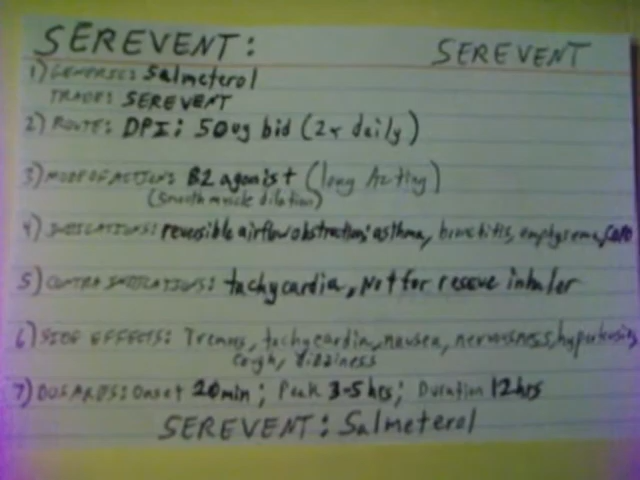 SEREVENT: SEREVENT
1) GENERIC: Salmeterol
TRADE: SEREVENT
2) ROUTE: DPI; 50ug bid (2x daily)
3) MODE OF ACTION: B2 agonist (long Acting)
(smooth muscle dilation)
4) INDICATIONS: reversible airflow obstruction; asthma, bronchitis, emphysema, COPD
5) CONTRAINDICATIONS: tachycardia, Not for rescue inhaler
6) SIDE EFFECTS: Tremors, tachycardia, nausea, nervousness, hypertension,
cough, dizziness
7) Onset 20min; Peak 3-5 hrs; Duration 12hrs
SEREVENT: Salmeterol